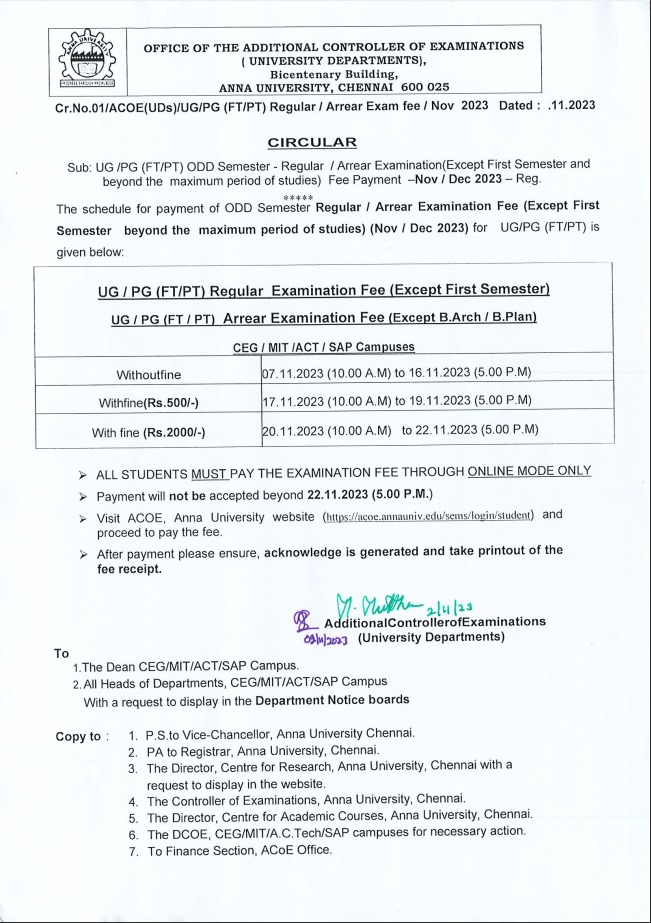 ANNA UNIVERSITY
PROGRESS THROUGH KNOWLEDGE
OFFICE OF THE ADDITIONAL CONTROLLER OF EXAMINATIONS
( UNIVERSITY DEPARTMENTS),
Bicentenary Building,
ANNA UNIVERSITY, CHENNAI 600 025
Cr.No.01/ACOE(UDs)/UG/PG (FT/PT) Regular / Arrear Exam fee / Nov 2023 Dated : .11.2023
CIRCULAR
Sub: UG /PG (FT/PT) ODD Semester - Regular / Arrear Examination(Except First Semester and
beyond the maximum period of studies) Fee Payment –Nov / Dec 2023 – Reg.
*****
The schedule for payment of ODD Semester Regular / Arrear Examination Fee (Except First
Semester beyond the maximum period of studies) (Nov / Dec 2023) for UG/PG (FT/PT) is
given below:
UG / PG (FT/PT) Regular Examination Fee (Except First Semester)
UG / PG (FT / PT) Arrear Examination Fee (Except B.Arch / B.Plan)
CEG / MIT /ACT / SAP Campuses
Withoutfine 07.11.2023 (10.00 A.M) to 16.11.2023 (5.00 P.M)
Withfine(Rs.500/-) 17.11.2023 (10.00 A.M) to 19.11.2023 (5.00 P.M)
With fine (Rs.2000/-) 20.11.2023 (10.00 A.M) to 22.11.2023 (5.00 P.M)
➢ ALL STUDENTS MUST PAY THE EXAMINATION FEE THROUGH ONLINE MODE ONLY
➢ Payment will not be accepted beyond 22.11.2023 (5.00 P.M.)
➢ Visit ACOE, Anna University website (https://acoe.annauniv.edu/sems/login/student) and
proceed to pay the fee.
➢ After payment please ensure, acknowledge is generated and take printout of the
fee receipt.
2/11/23
AdditionalControllerofExaminations
02/11/2023 (University Departments)
To
1.The Dean CEG/MIT/ACT/SAP Campus.
2. All Heads of Departments, CEG/MIT/ACT/SAP Campus
With a request to display in the Department Notice boards
Copy to : 1. P.S.to Vice-Chancellor, Anna University Chennai.
2. PA to Registrar, Anna University, Chennai.
3. The Director, Centre for Research, Anna University, Chennai with a
request to display in the website.
4. The Controller of Examinations, Anna University, Chennai.
5. The Director, Centre for Academic Courses, Anna University, Chennai.
6. The DCOE, CEG/MIT/A.C.Tech/SAP campuses for necessary action.
7. To Finance Section, ACoE Office.